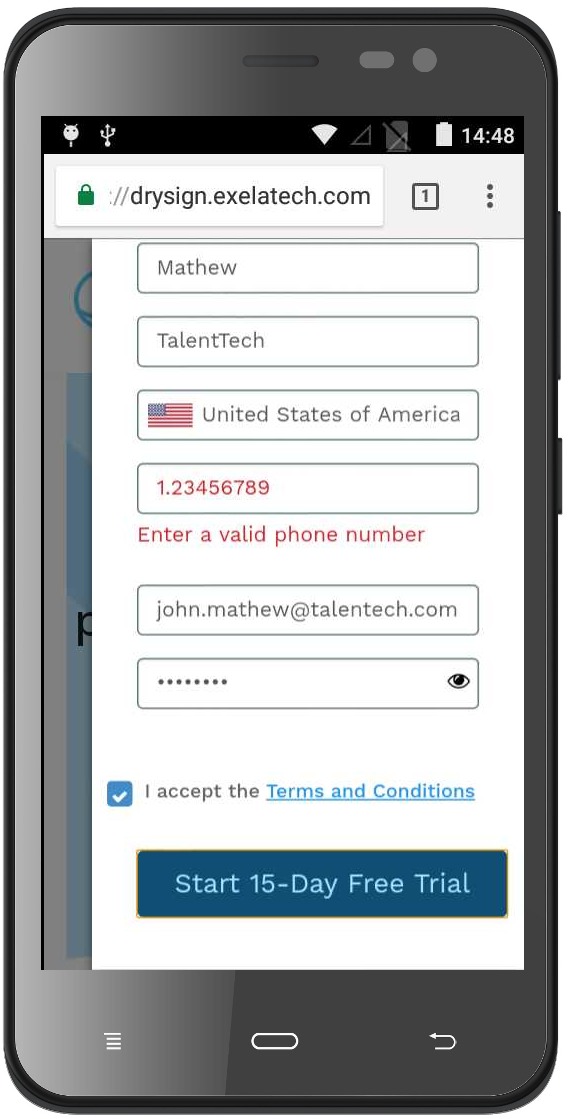 14:48
://drysign.exelatech.com
1
Mathew
TalentTech
United States of America
1.23456789
Enter a valid phone number
john.mathew@talentech.com
p
I accept the Terms and Conditions
Start 15-Day Free Trial